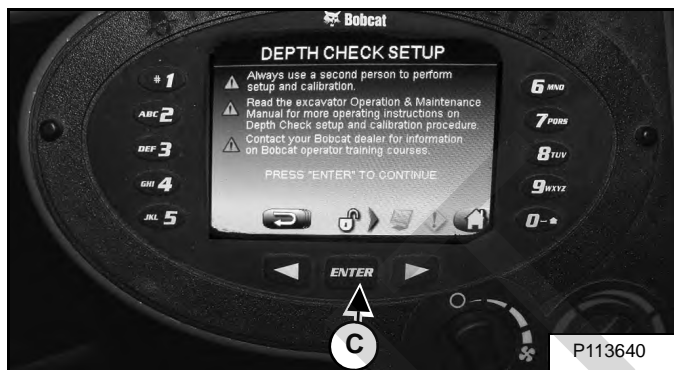 Bobcat
DEPTH CHECK SETUP
Always use a second person to perform
setup and calibration.
Read the excavator Operation & Maintenance
Manual for more operating instructions on
Depth Check setup and calibration procedure.
Contact your Bobcat dealer for information
on Bobcat operator training courses.
PRESS "ENTER" TO CONTINUE
# 1
ABC 2
DEF 3
GHI 4
JKL 5
6 MNO
7 PQRS
8 TUV
9 WXYZ
0-*
ENTER
C
P113640